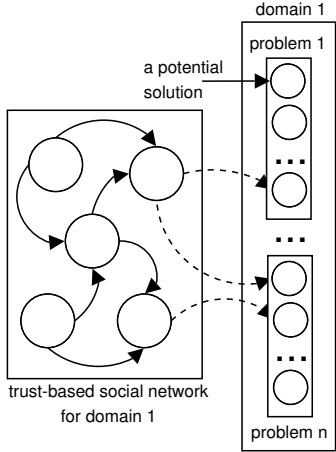 domain 1
problem 1
a potential
solution
...
...
...
problem n
trust-based social network
for domain 1